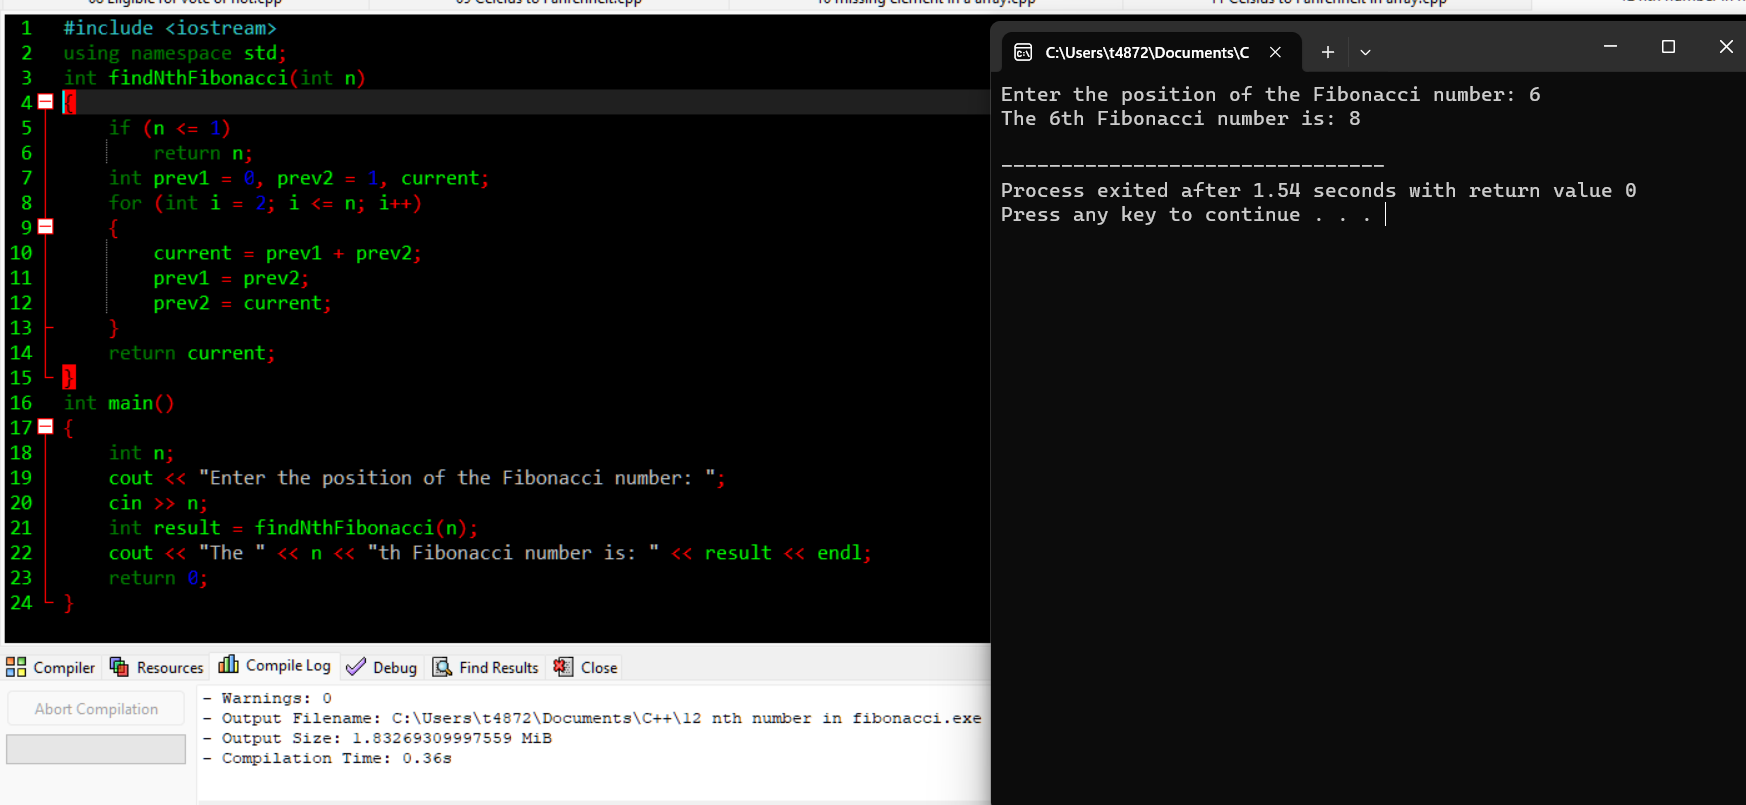 1 #include <iostream>
2 using namespace std;
3 int findNthFibonacci(int n)
4 {
5 if (n <= 1)
6 return n;
7 int prev1 = 0, prev2 = 1, current;
8 for (int i = 2; i <= n; i++)
9 {
10 current = prev1 + prev2;
11 prev1 = prev2;
12 prev2 = current;
13 }
14 return current;
15 }
16 int main()
17 {
18 int n;
19 cout << "Enter the position of the Fibonacci number: ";
20 cin >> n;
21 int result = findNthFibonacci(n);
22 cout << "The " << n << "th Fibonacci number is: " << result << endl;
23 return 0;
24 }
C:\Users\t4872\Documents\C
Enter the position of the Fibonacci number: 6
The 6th Fibonacci number is: 8
--------------------------------
Process exited after 1.54 seconds with return value 0
Press any key to continue . . .
Compiler Resources Compile Log Debug Find Results Close
Abort Compilation
- Warnings: 0
- Output Filename: C:\Users\t4872\Documents\C++\12 nth number in fibonacci.exe
- Output Size: 1.83269309997559 MiB
- Compilation Time: 0.36s